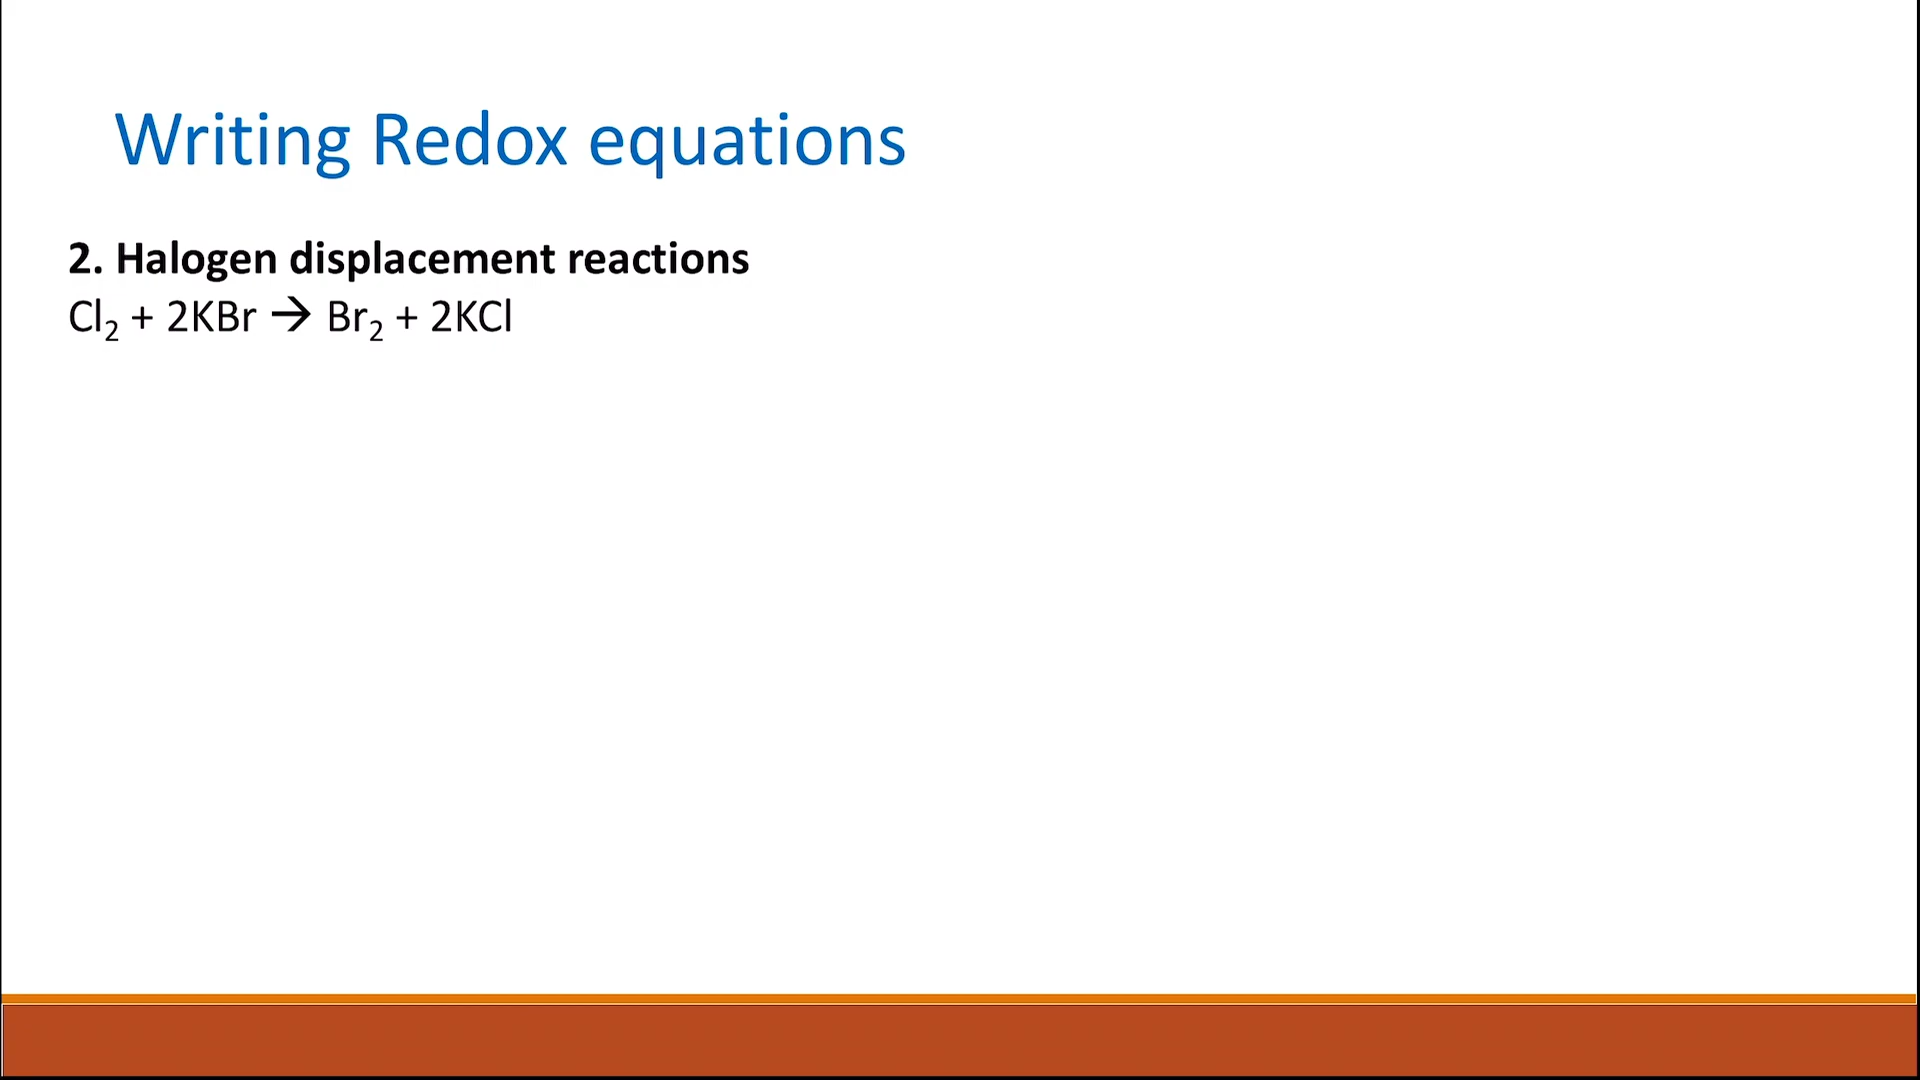 Writing Redox equations
2. Halogen displacement reactions
Cl₂ + 2KBr → Br₂ + 2KCl